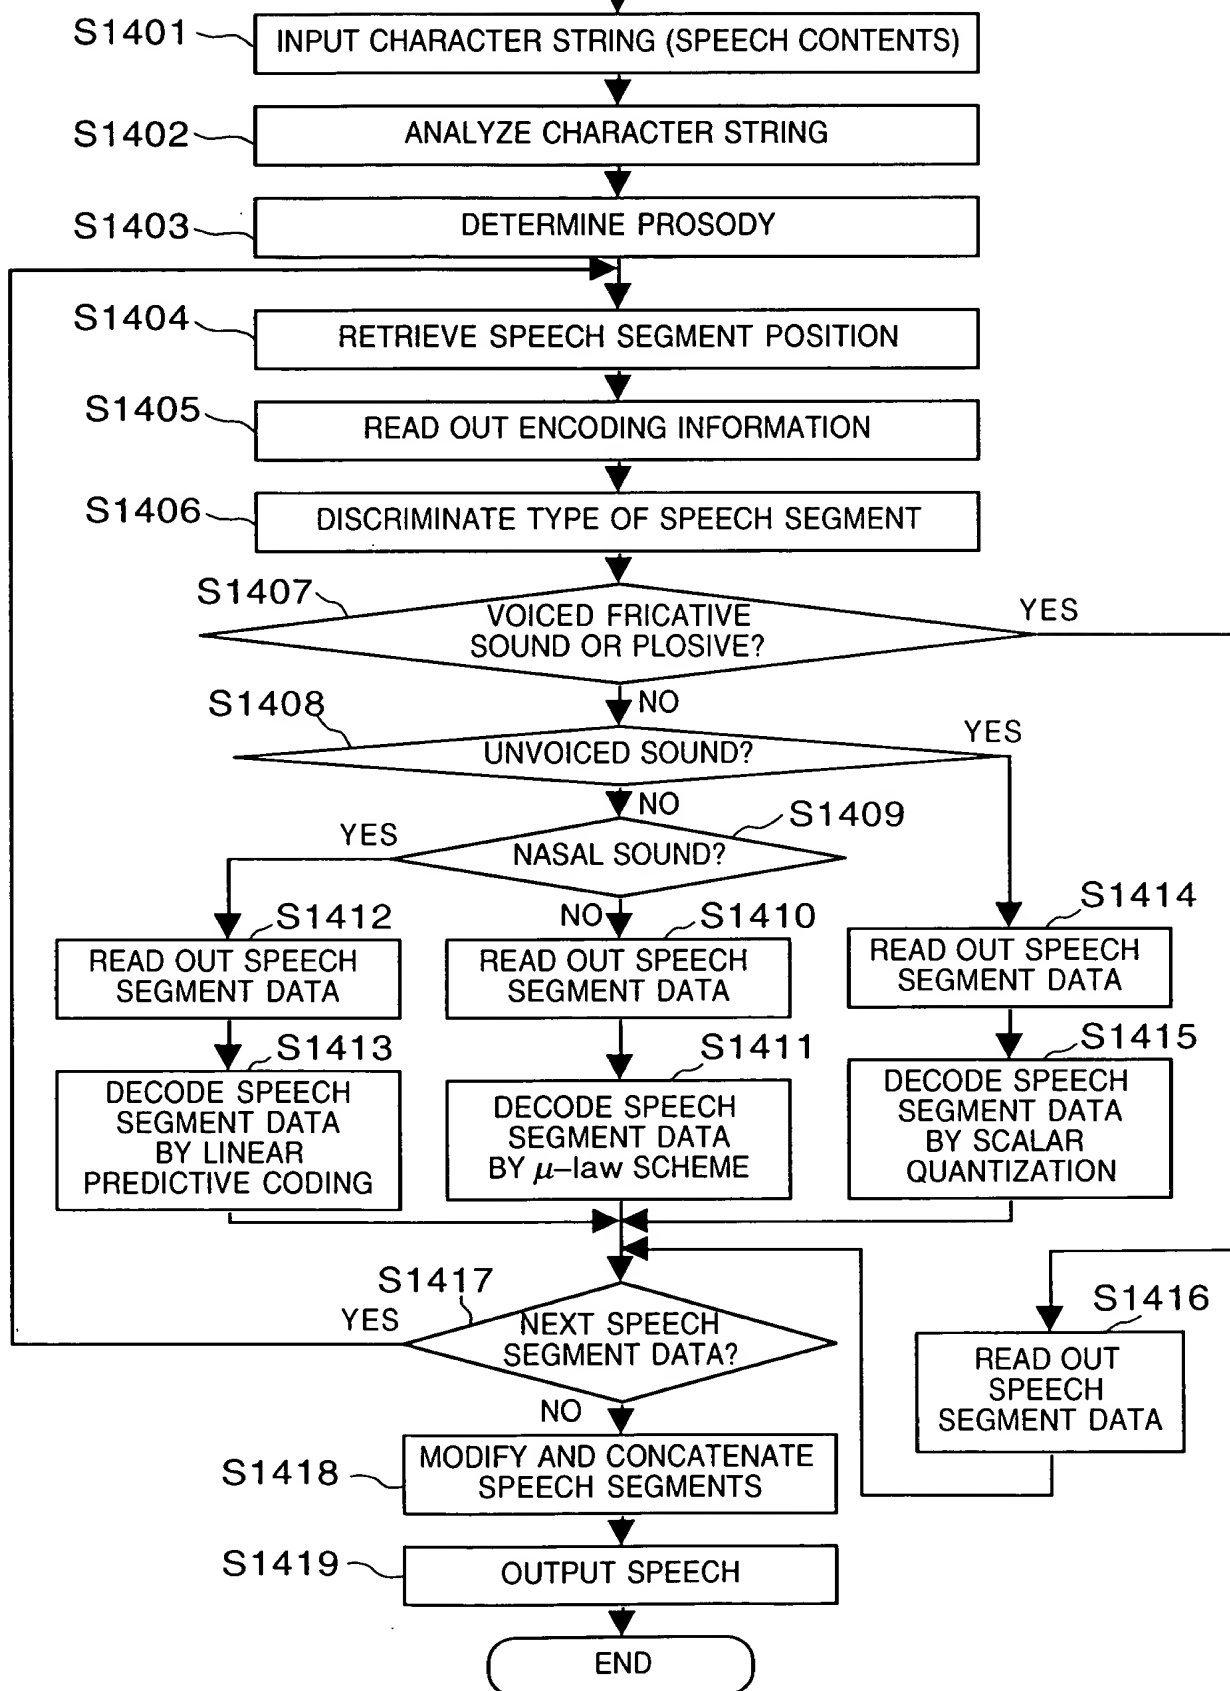 S1401
INPUT CHARACTER STRING (SPEECH CONTENTS)
S1402
ANALYZE CHARACTER STRING
S1403
DETERMINE PROSODY
S1404
RETRIEVE SPEECH SEGMENT POSITION
S1405
READ OUT ENCODING INFORMATION
S1406
DISCRIMINATE TYPE OF SPEECH SEGMENT
S1407
VOICED FRICATIVE
SOUND OR PLOSIVE?
YES
NO
S1408
UNVOICED SOUND?
YES
NO
S1409
NASAL SOUND?
YES
NO
S1412
READ OUT SPEECH
SEGMENT DATA
S1410
READ OUT SPEECH
SEGMENT DATA
S1414
READ OUT SPEECH
SEGMENT DATA
S1413
DECODE SPEECH
SEGMENT DATA
BY LINEAR
PREDICTIVE CODING
S1411
DECODE SPEECH
SEGMENT DATA
BY μ–law SCHEME
S1415
DECODE SPEECH
SEGMENT DATA
BY SCALAR
QUANTIZATION
S1417
NEXT SPEECH
SEGMENT DATA?
YES
NO
S1416
READ OUT
SPEECH
SEGMENT DATA
S1418
MODIFY AND CONCATENATE
SPEECH SEGMENTS
S1419
OUTPUT SPEECH
END